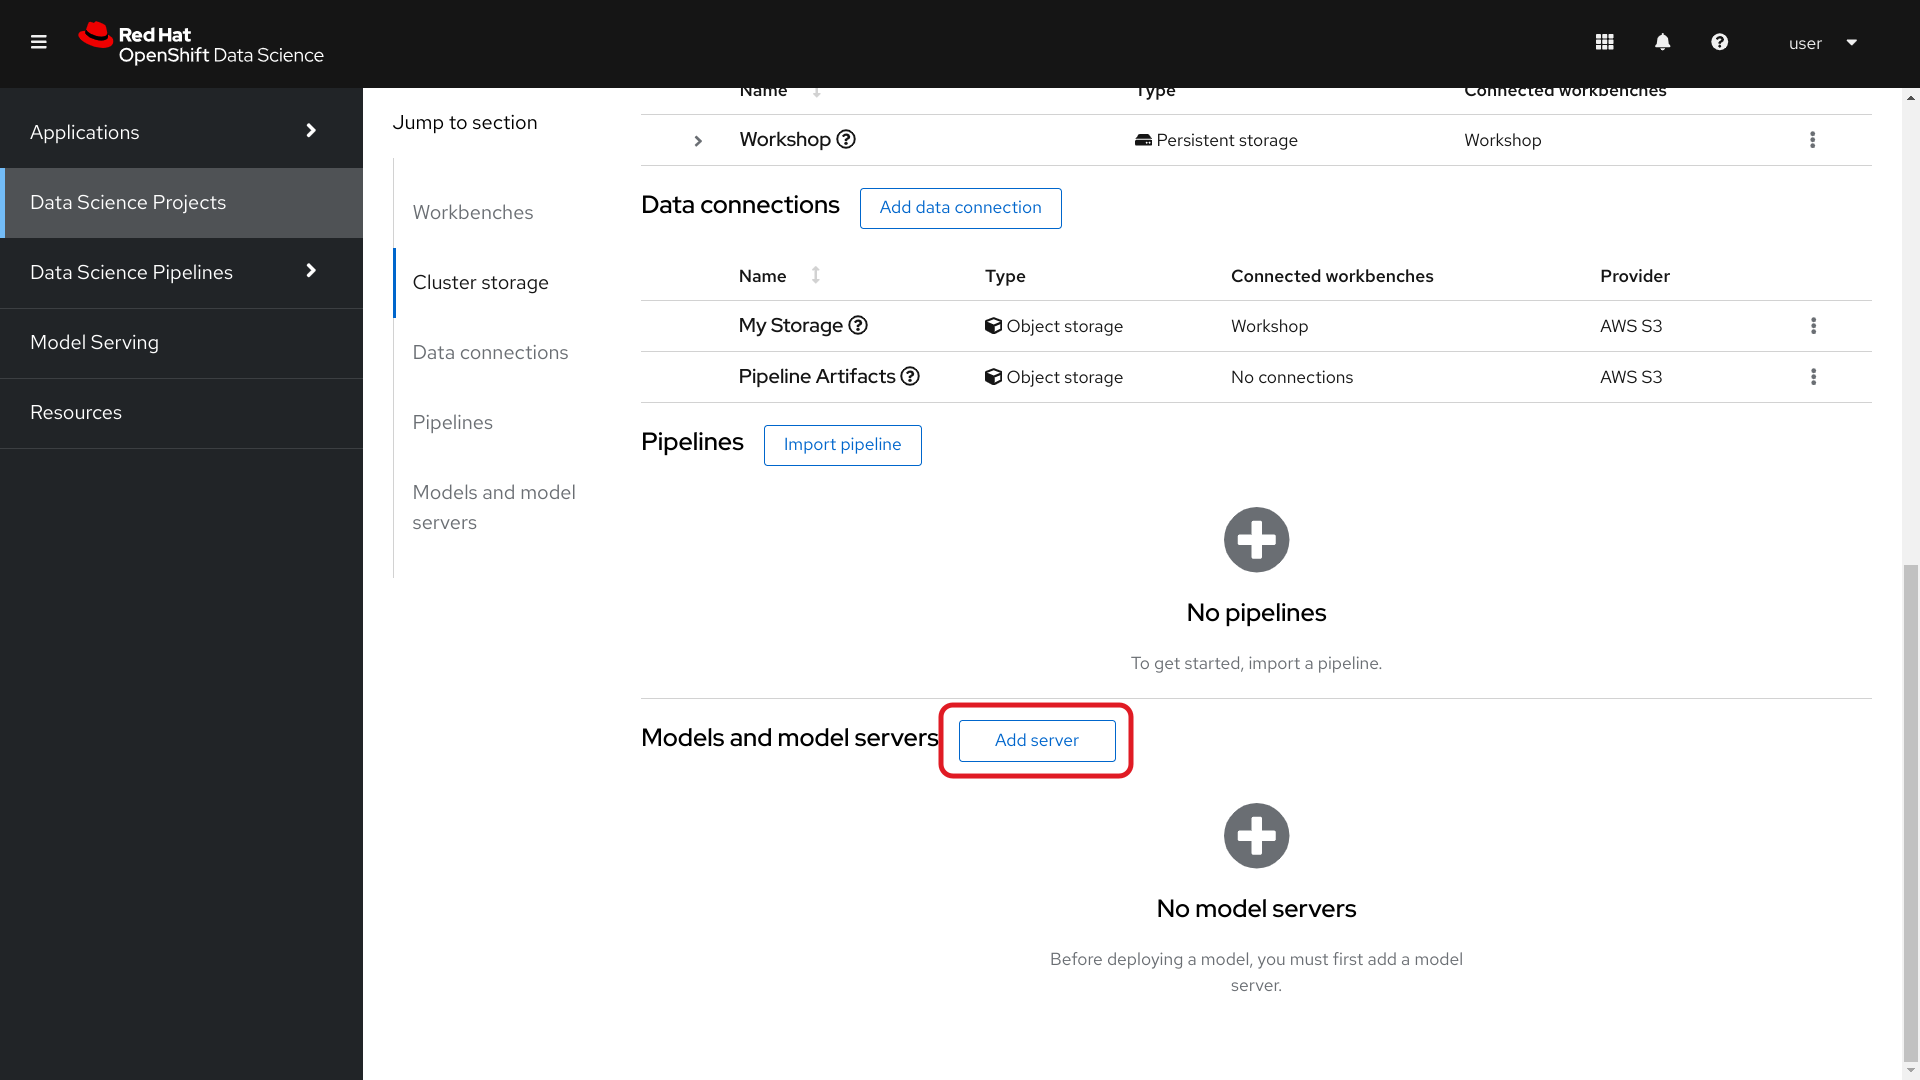 Red Hat
OpenShift Data Science
user
Applications
Data Science Projects
Data Science Pipelines
Model Serving
Resources
Jump to section
Workbenches
Cluster storage
Data connections
Pipelines
Models and model
servers
Name Type Connected workbenches
Workshop Persistent storage Workshop
Data connections Add data connection
Name Type Connected workbenches Provider
My Storage Object storage Workshop AWS S3
Pipeline Artifacts Object storage No connections AWS S3
Pipelines Import pipeline
No pipelines
To get started, import a pipeline.
Models and model servers Add server
No model servers
Before deploying a model, you must first add a model
server.